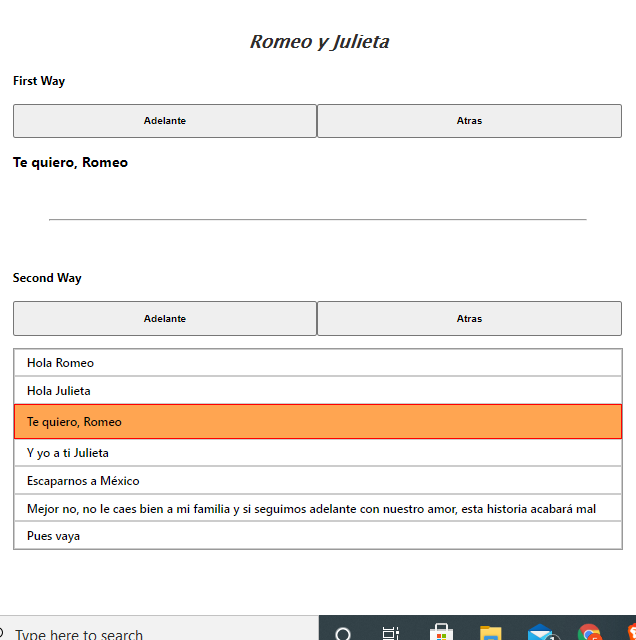 Romeo y Julieta
First Way
Adelante
Atras
Te quiero, Romeo
Second Way
Adelante
Atras
Hola Romeo
Hola Julieta
Te quiero, Romeo
Y yo a ti Julieta
Escaparnos a México
Mejor no, no le caes bien a mi familia y si seguimos adelante con nuestro amor, esta historia acabará mal
Pues vaya
Type here to search